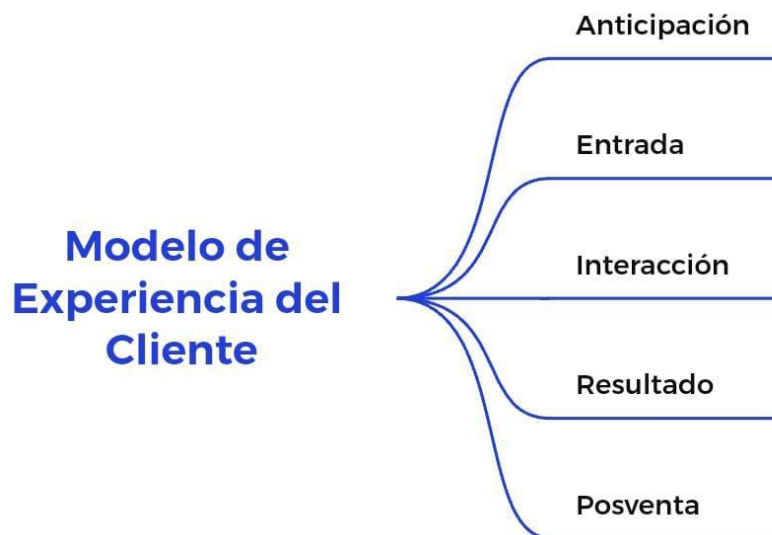 Modelo de
Experiencia del
Cliente
Anticipación
Entrada
Interacción
Resultado
Posventa